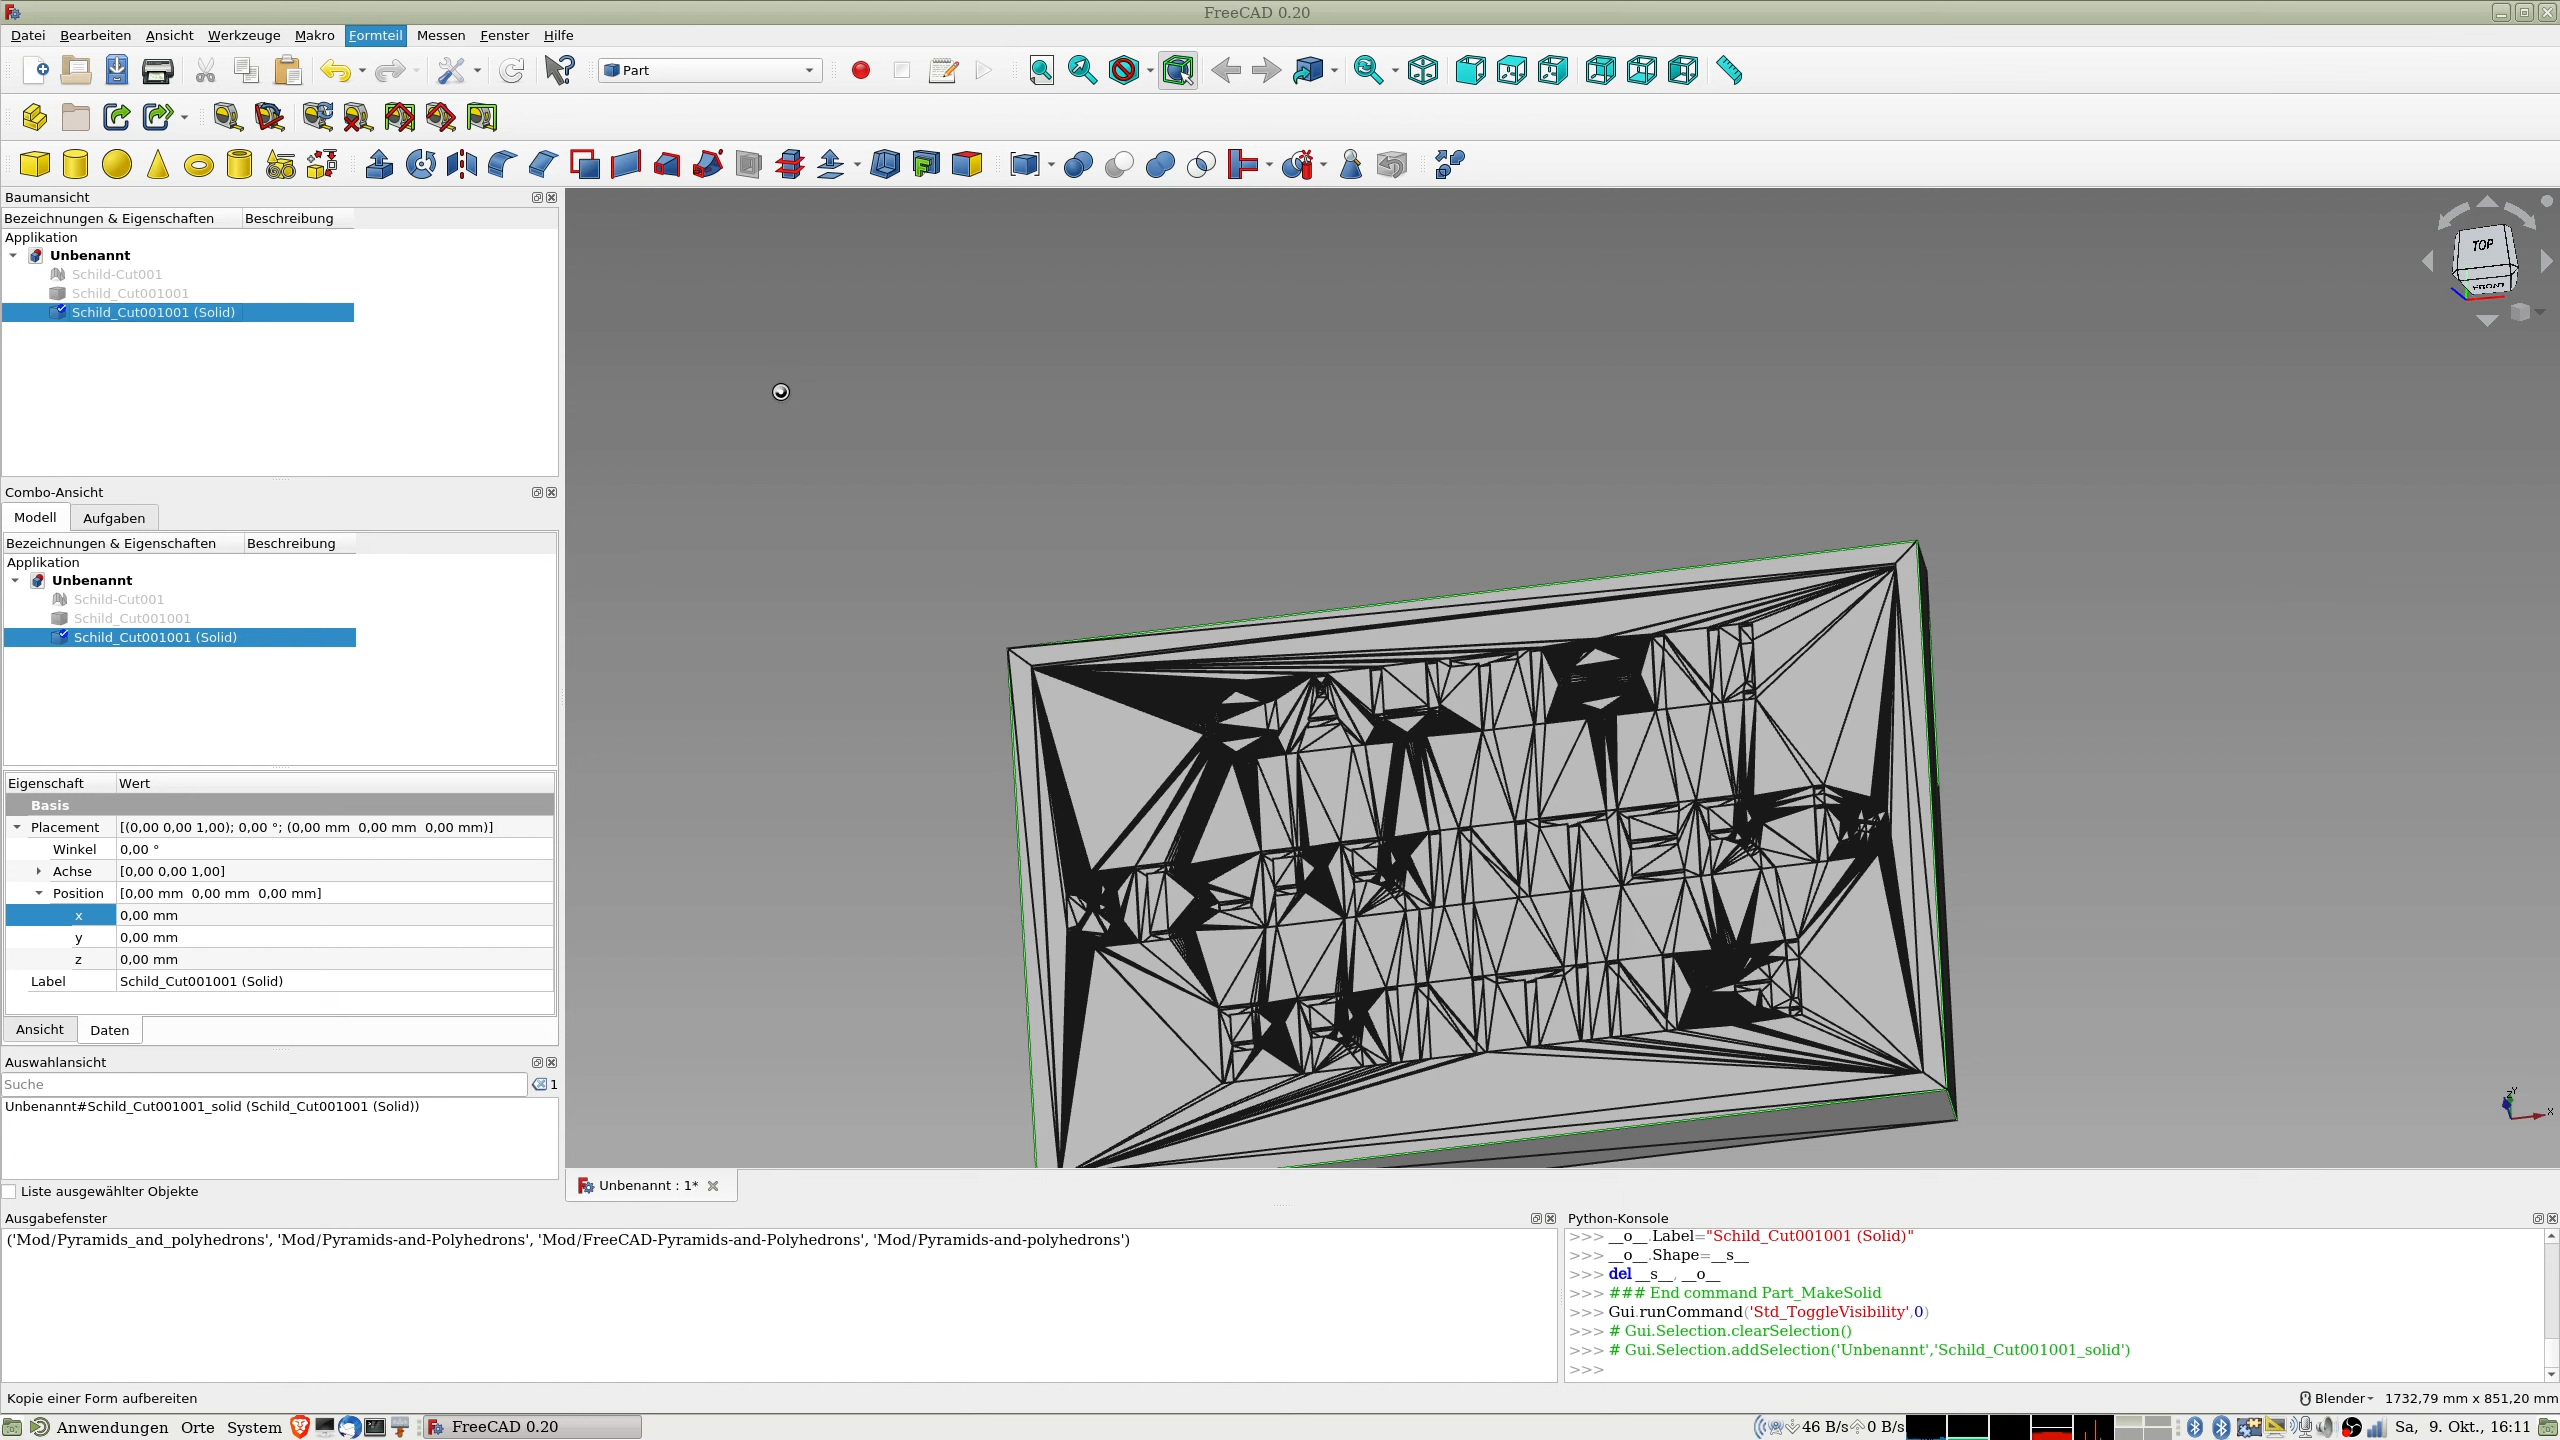 FreeCAD 0.20
Datei Bearbeiten Ansicht Werkzeuge Makro Formteil Messen Fenster Hilfe
Part
Baumansicht
Bezeichnungen & Eigenschaften Beschreibung
Applikation
Unbenannt
Schild-Cut001
Schild_Cut001001
Schild_Cut001001 (Solid)
TOP
FRONT
Combo-Ansicht
Modell Aufgaben
Bezeichnungen & Eigenschaften Beschreibung
Applikation
Unbenannt
Schild-Cut001
Schild_Cut001001
Schild_Cut001001 (Solid)
Eigenschaft Wert
Basis
Placement [(0,00 0,00 1,00); 0,00 °; (0,00 mm 0,00 mm 0,00 mm)]
Winkel 0,00 °
Achse [0,00 0,00 1,00]
Position [0,00 mm 0,00 mm 0,00 mm]
x 0,00 mm
y 0,00 mm
z 0,00 mm
Label Schild_Cut001001 (Solid)
Ansicht Daten
Auswahlansicht
Suche 1
Unbenannt#Schild_Cut001001_solid (Schild_Cut001001 (Solid))
Liste ausgewählter Objekte
Z Y X
Unbenannt : 1*
Ausgabefenster
('Mod/Pyramids_and_polyhedrons', 'Mod/Pyramids-and-Polyhedrons', 'Mod/FreeCAD-Pyramids-and-Polyhedrons', 'Mod/Pyramids-and-polyhedrons')
Python-Konsole
>>> __o__.Label="Schild_Cut001001 (Solid)"
>>> __o__.Shape=__s__
>>> del __s__, __o__
>>> ### End command Part_MakeSolid
>>> Gui.runCommand('Std_ToggleVisibility',0)
>>> # Gui.Selection.clearSelection()
>>> # Gui.Selection.addSelection('Unbenannt','Schild_Cut001001_solid')
>>>
Kopie einer Form aufbereiten
Blender 1732,79 mm x 851,20 mm
Anwendungen Orte System FreeCAD 0.20 46 B/s 0 B/s Sa, 9. Okt., 16:11